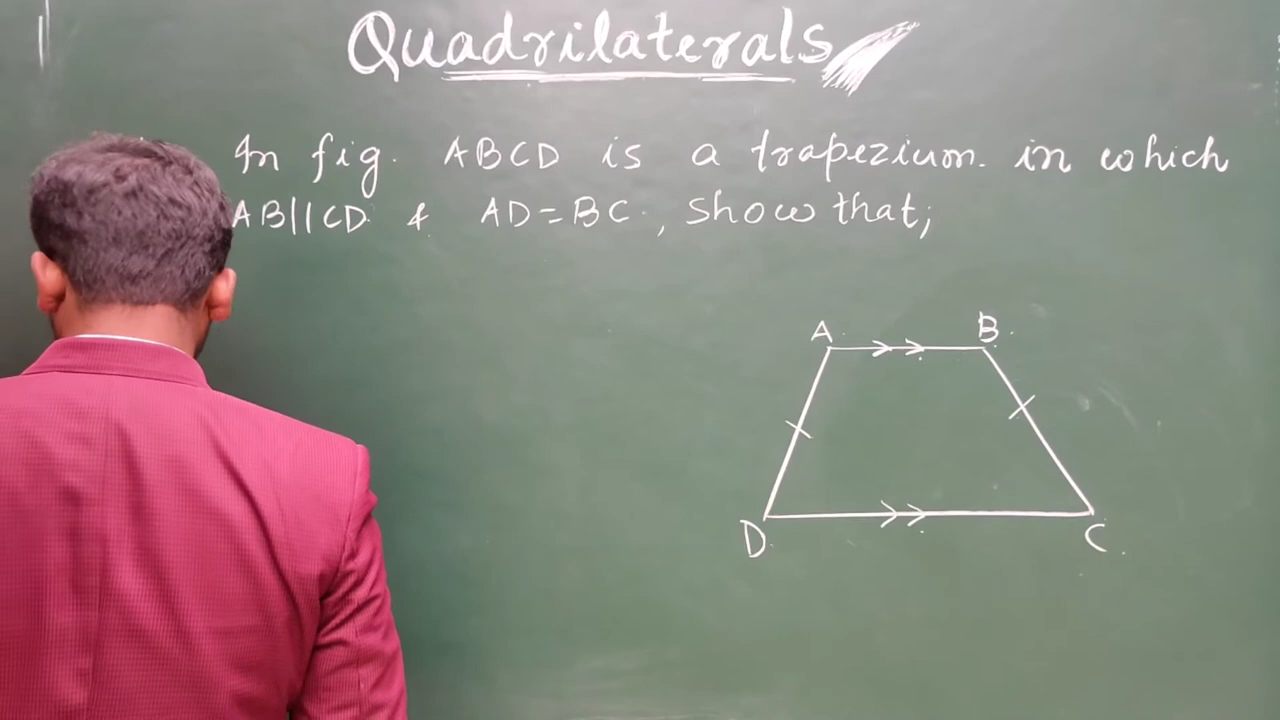 Quadrilaterals
In fig. ABCD is a trapezium. in which
AB||CD & AD=BC., show that;
A
B
D
C